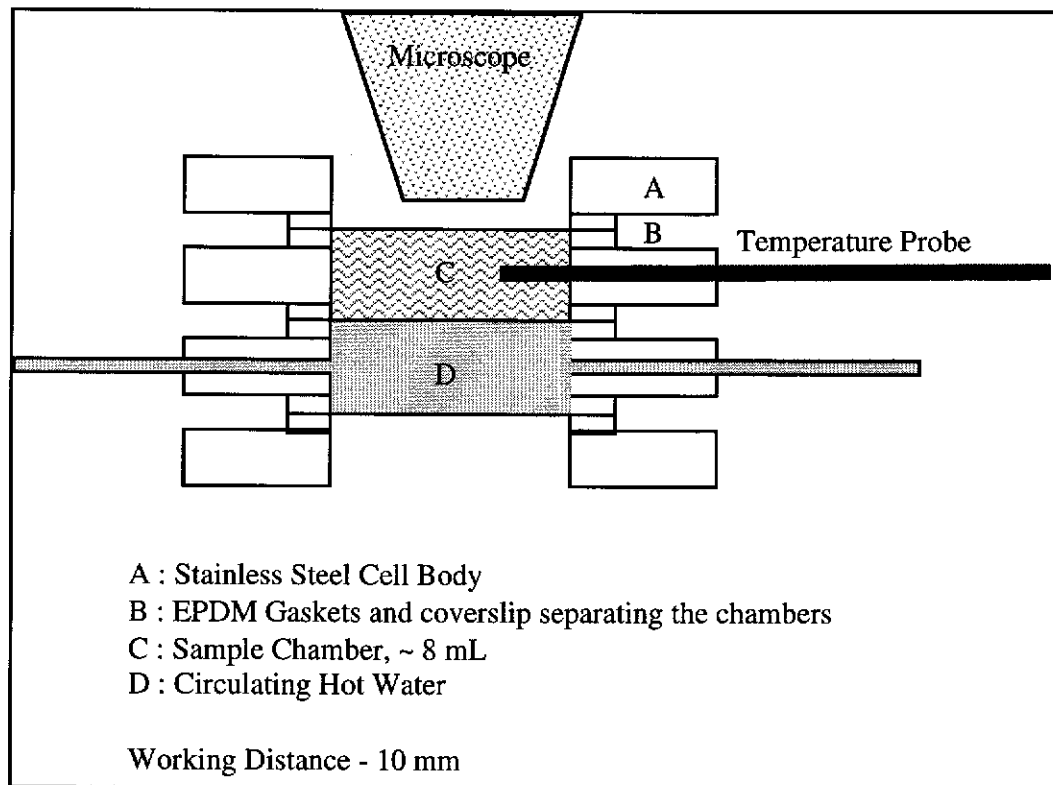 Microscope
A
B
Temperature Probe
C
D
A : Stainless Steel Cell Body
B : EPDM Gaskets and coverslip separating the chambers
C : Sample Chamber, ~ 8 mL
D : Circulating Hot Water
Working Distance - 10 mm